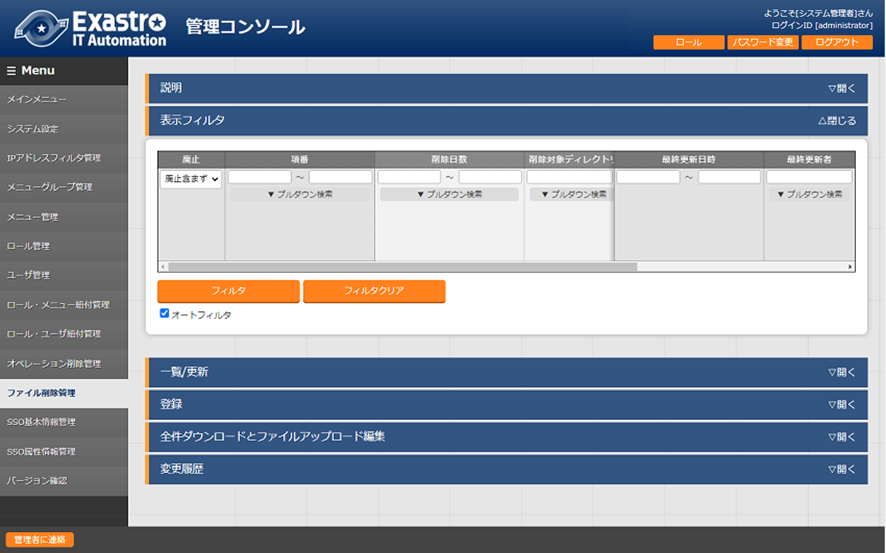 Exastro
IT Automation
管理コンソール
ようこそ[システム管理者]さん
ログインID [administrator]
ロール
パスワード変更
ログアウト
Menu
メインメニュー
システム設定
IPアドレスフィルタ管理
メニューグループ管理
メニュー管理
ロール管理
ユーザ管理
ロール・メニュー紐付管理
ロール・ユーザ紐付管理
オペレーション削除管理
ファイル削除管理
SSO基本情報管理
SSO属性情報管理
バージョン確認
説明 ▽開く
表示フィルタ △閉じる
廃止 項番 削除日数 削除対象ディレクトリ 最終更新日時 最終更新者
廃止含まず ～ ～ ～
▼ プルダウン検索 ▼ プルダウン検索 ▼ プルダウン検索 ▼ プルダウン検索
フィルタ フィルタクリア
オートフィルタ
一覧/更新 ▽開く
登録 ▽開く
全件ダウンロードとファイルアップロード編集 ▽開く
変更履歴 ▽開く
管理者に連絡